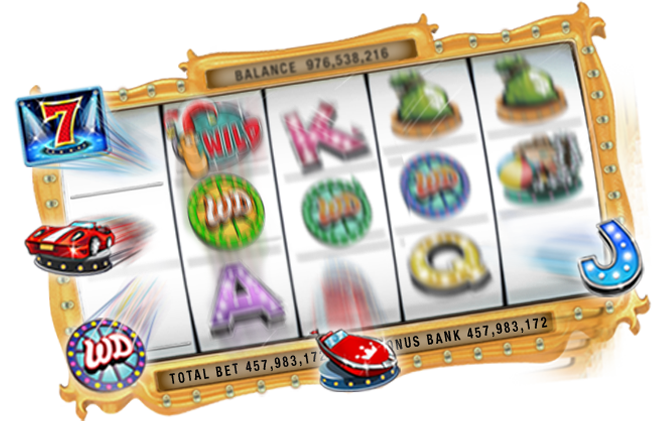 BALANCE 976,538,216
7
WILD
K
WD
WD
WD
A
Q
J
WD
TOTAL BET 457,983,17
ONUS BANK 457,983,172